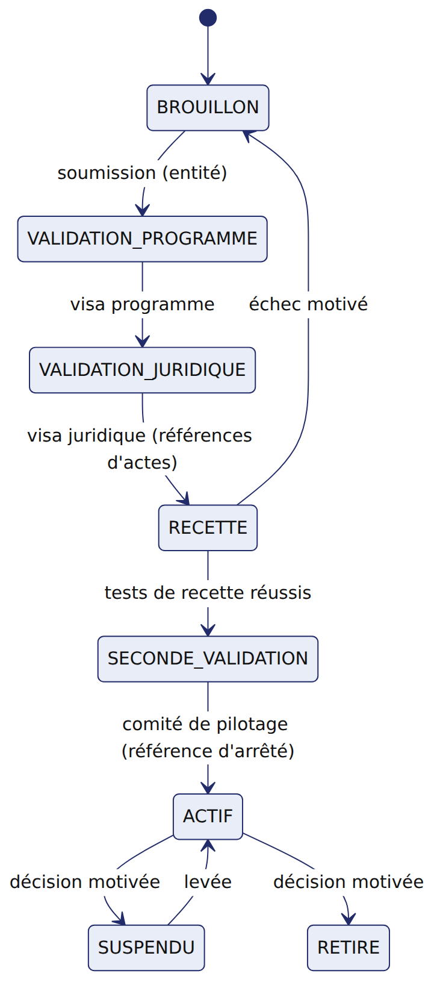 BROUILLON
soumission (entité)
VALIDATION_PROGRAMME
visa programme
échec motivé
VALIDATION_JURIDIQUE
visa juridique (références
d'actes)
RECETTE
tests de recette réussis
SECONDE_VALIDATION
comité de pilotage
(référence d'arrêté)
ACTIF
décision motivée
levée
décision motivée
SUSPENDU
RETIRE